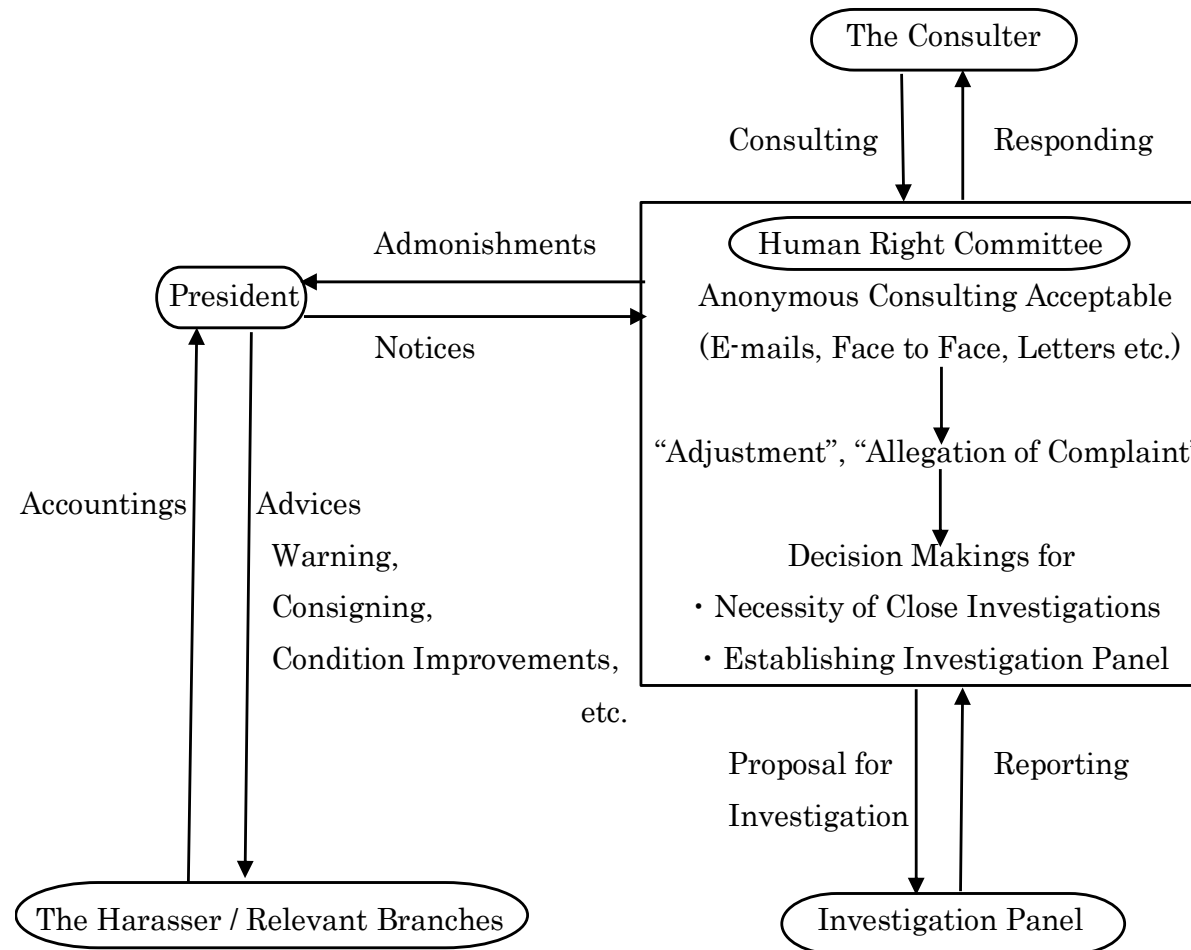 The Consulter
Consulting
Responding
Human Right Committee
Anonymous Consulting Acceptable
(E-mails, Face to Face, Letters etc.)
“Adjustment”, “Allegation of Complaint”
Decision Makings for
・Necessity of Close Investigations
・Establishing Investigation Panel
Admonishments
President
Notices
Accountings
Advices
Warning,
Consigning,
Condition Improvements,
etc.
Proposal for
Investigation
Reporting
The Harasser / Relevant Branches
Investigation Panel